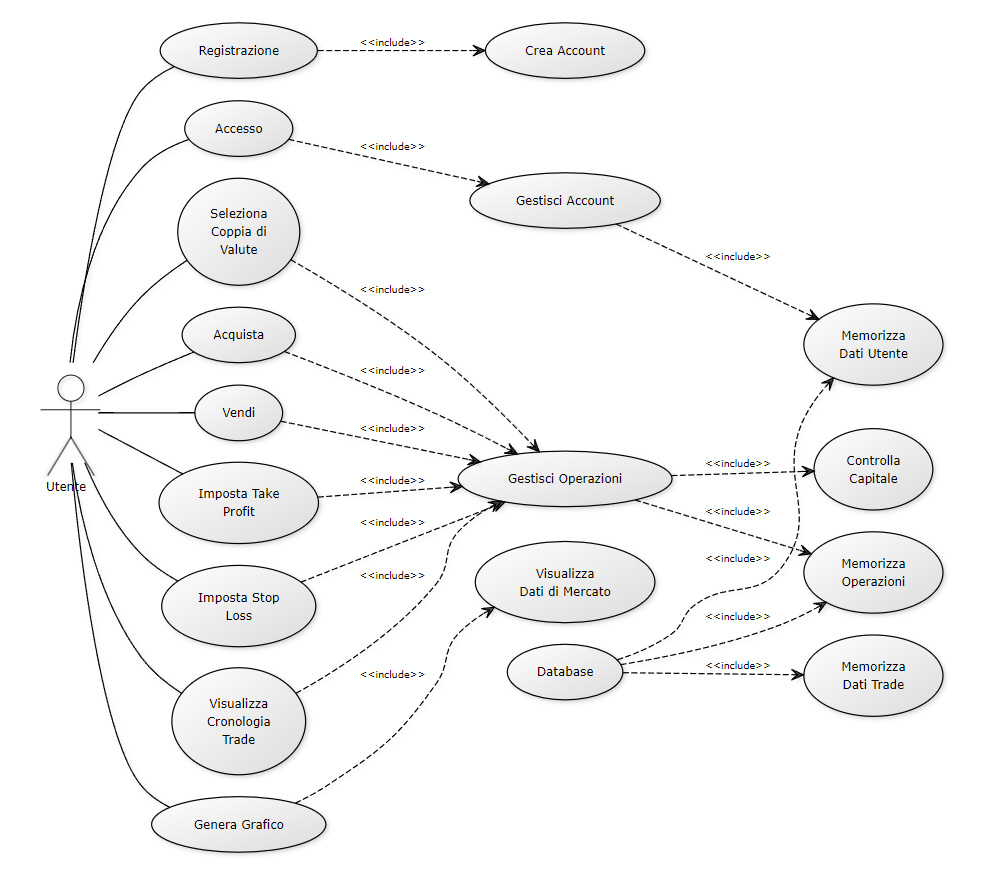 Registrazione
<<include>>
Crea Account
Accesso
<<include>>
Gestisci Account
Seleziona
Coppia di
Valute
<<include>>
<<include>>
Acquista
Memorizza
Dati Utente
<<include>>
Vendi
<<include>>
Utente
Imposta Take
Profit
<<include>>
Gestisci Operazioni
<<include>>
Controlla
Capitale
<<include>>
<<include>>
Imposta Stop
Loss
<<include>>
Visualizza
Dati di Mercato
<<include>>
Memorizza
Operazioni
<<include>>
Visualizza
Cronologia
Trade
<<include>>
Database
<<include>>
Memorizza
Dati Trade
Genera Grafico